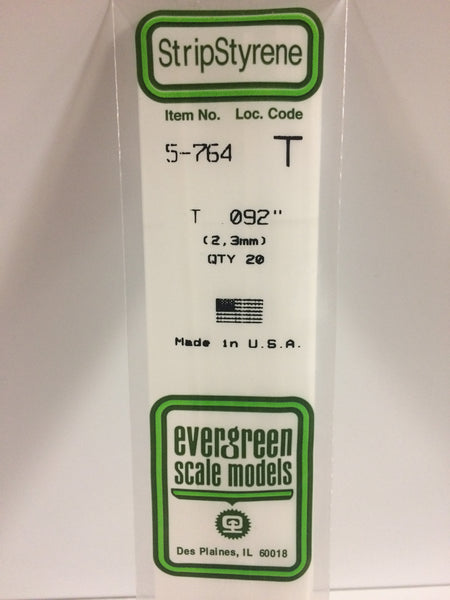 StripStyrene
Item No. Loc. Code
5-764 T
T .092"
(2,3mm)
QTY 20
Made in U.S.A.
evergreen
scale models
Des Plaines, IL 60018